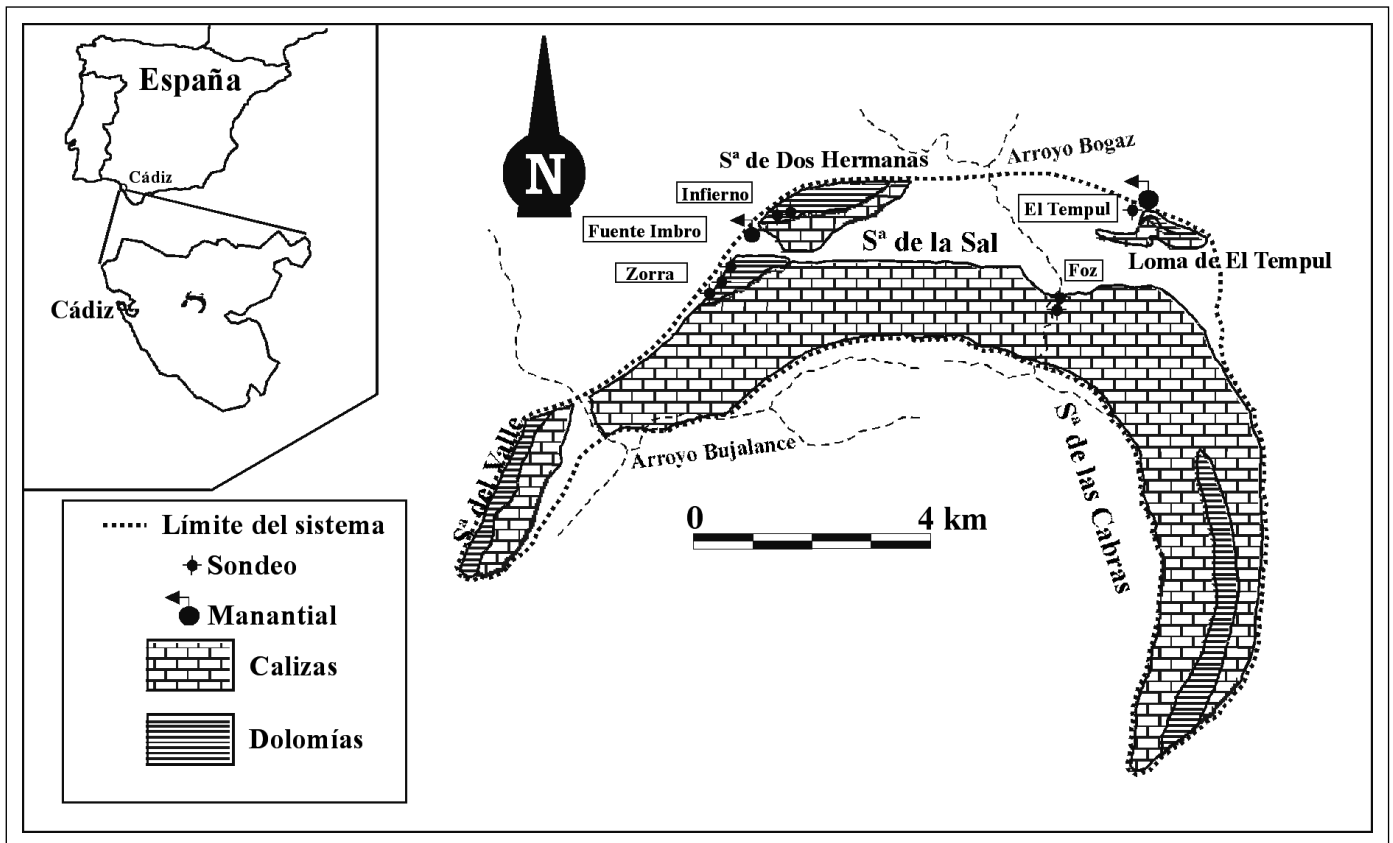 España
Cádiz
Cádiz
N
Sª de Dos Hermanas
Arroyo Bogaz
Infierno
El Tempul
Fuente Imbro
Sª de la Sal
Loma de El Tempul
Zorra
Foz
Sª del Valle
Arroyo Bujalance
Sª de las Cabras
0 4 km
Límite del sistema
Sondeo
Manantial
Calizas
Dolomías